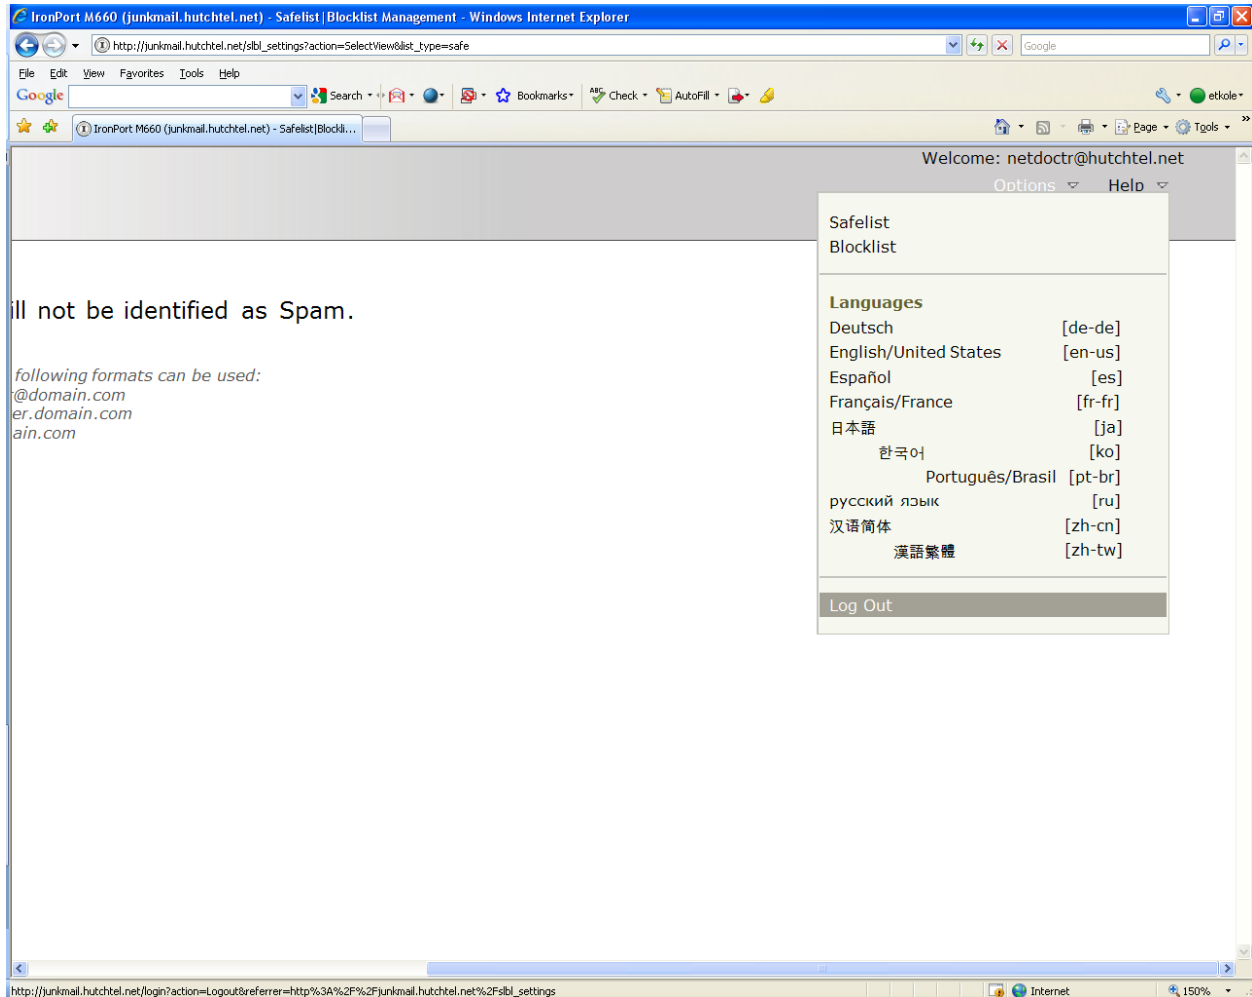 IronPort M660 (junkmail.hutchtel.net) - Safelist|Blocklist Management - Windows Internet Explorer
http://junkmail.hutchtel.net/slbl_settings?action=SelectView&list_type=safe
Google
File Edit View Favorites Tools Help
Google Search Bookmarks Check AutoFill etkole
IronPort M660 (junkmail.hutchtel.net) - Safelist|Blockli... Page Tools
Welcome: netdoctr@hutchtel.net
Options Help
Safelist
Blocklist
ill not be identified as Spam.
following formats can be used:
r@domain.com
er.domain.com
ain.com
Languages
Deutsch [de-de]
English/United States [en-us]
Español [es]
Français/France [fr-fr]
日本語 [ja]
한국어 [ko]
Português/Brasil [pt-br]
русский язык [ru]
汉语简体 [zh-cn]
漢語繁體 [zh-tw]
Log Out
http://junkmail.hutchtel.net/login?action=Logout&referrer=http%3A%2F%2Fjunkmail.hutchtel.net%2Fslbl_settings
Internet 150%